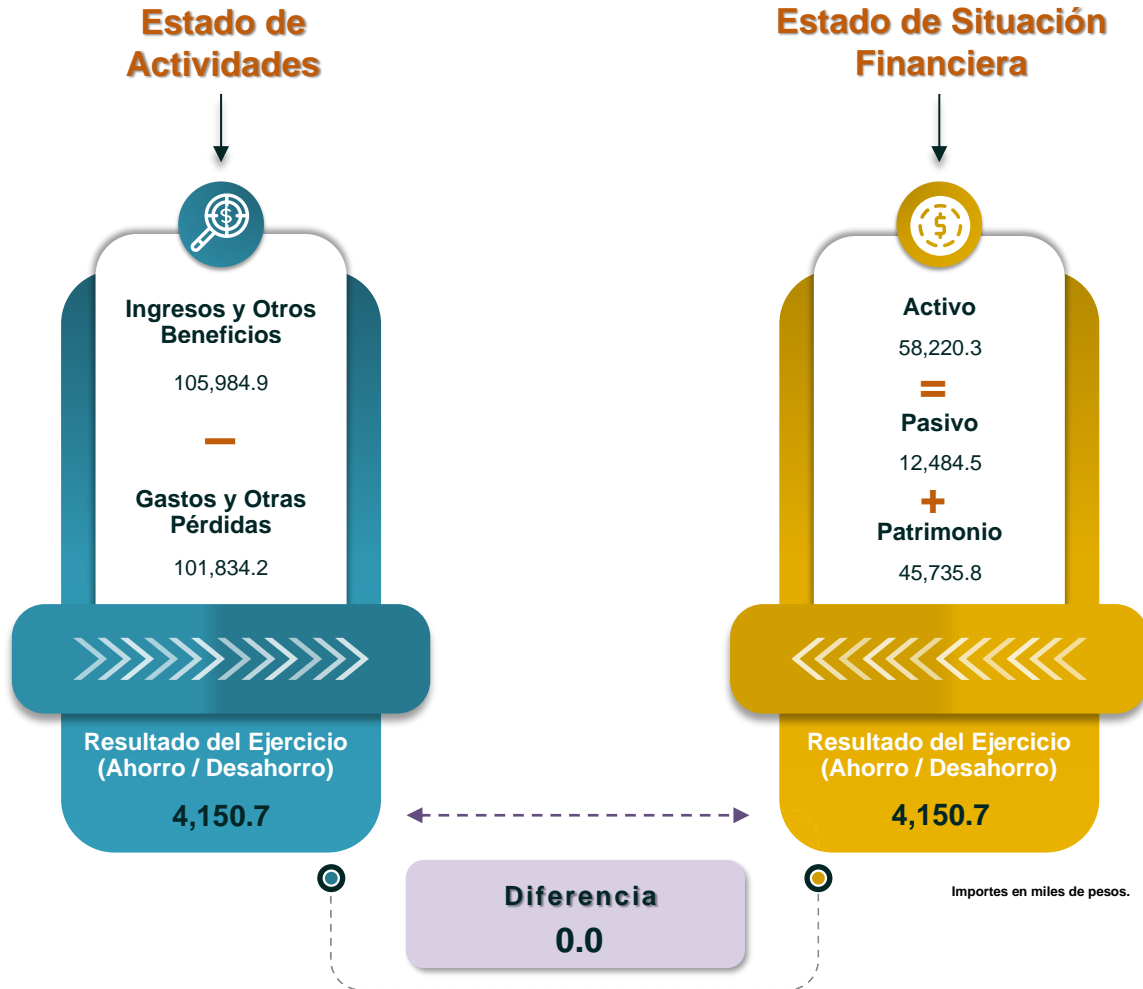 Estado de
Actividades
Ingresos y Otros
Beneficios
105,984.9
–
Gastos y Otras
Pérdidas
101,834.2
Resultado del Ejercicio
(Ahorro / Desahorro)
4,150.7
Estado de Situación
Financiera
$
Activo
58,220.3
=
Pasivo
12,484.5
+
Patrimonio
45,735.8
Resultado del Ejercicio
(Ahorro / Desahorro)
4,150.7
Diferencia
0.0
Importes en miles de pesos.